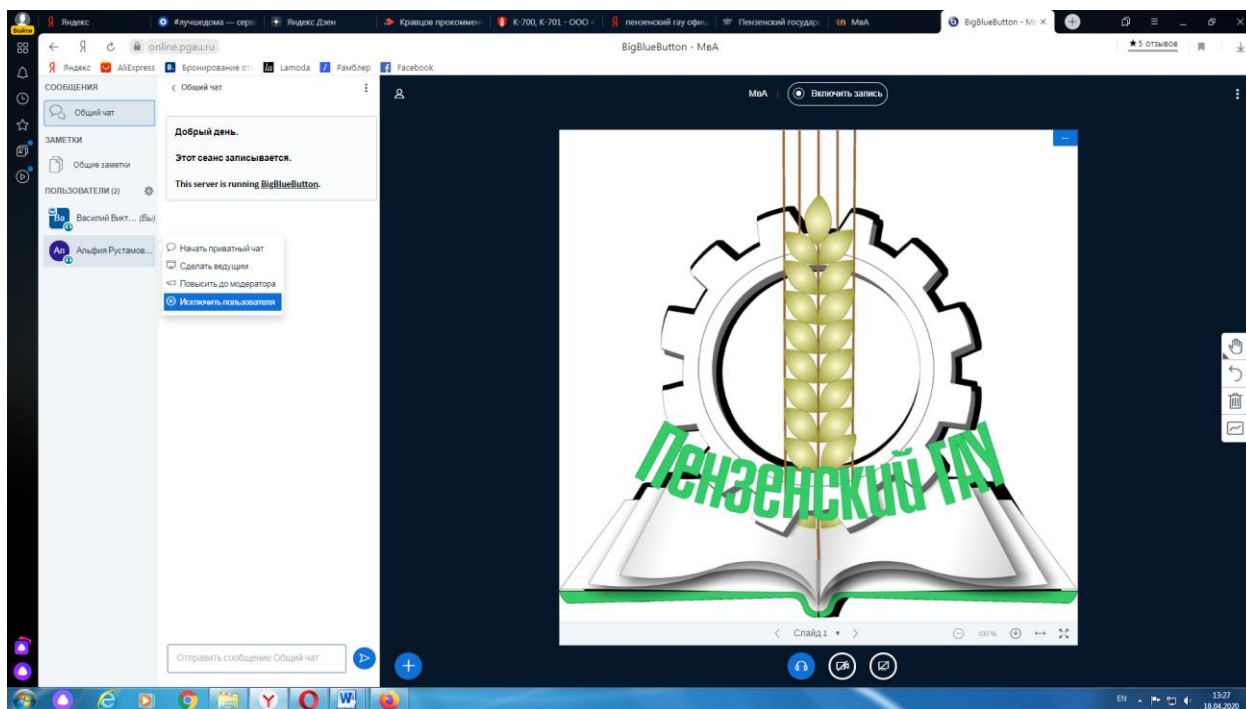 Яндекс
#лучшедома — серв
Яндекс Дзен
Кравцов прокоммен
К-700, К-701 - ООО -
пензенский гау офиц
Пензенский государс
МвА
BigBlueButton - Мв
Войти
online.pgau.ru
BigBlueButton - МвА
★5 отзывов
Яндекс
AliExpress
Бронирование от
Lamoda
Рамблер
Facebook
СООБЩЕНИЯ
Общий чат
ЗАМЕТКИ
Общие заметки
ПОЛЬЗОВАТЕЛИ (2)
Ва
Василий Викт... (Вы)
Ал
Альфия Рустамов...
Общий чат
Добрый день.
Этот сеанс записывается.
This server is running BigBlueButton.
Начать приватный чат
Сделать ведущим
Повысить до модератора
Исключить пользователя
Отправить сообщение Общий чат
МвА
Включить запись
Пензенский ГАУ
Слайд 1
100%
EN
13:27
18.04.2020